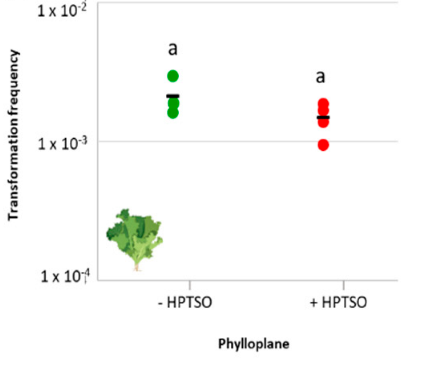 1 x 10-2
a
a
Transformation frequency
1 x 10-3
1 x 10-4
- HPTSO
+ HPTSO
Phylloplane